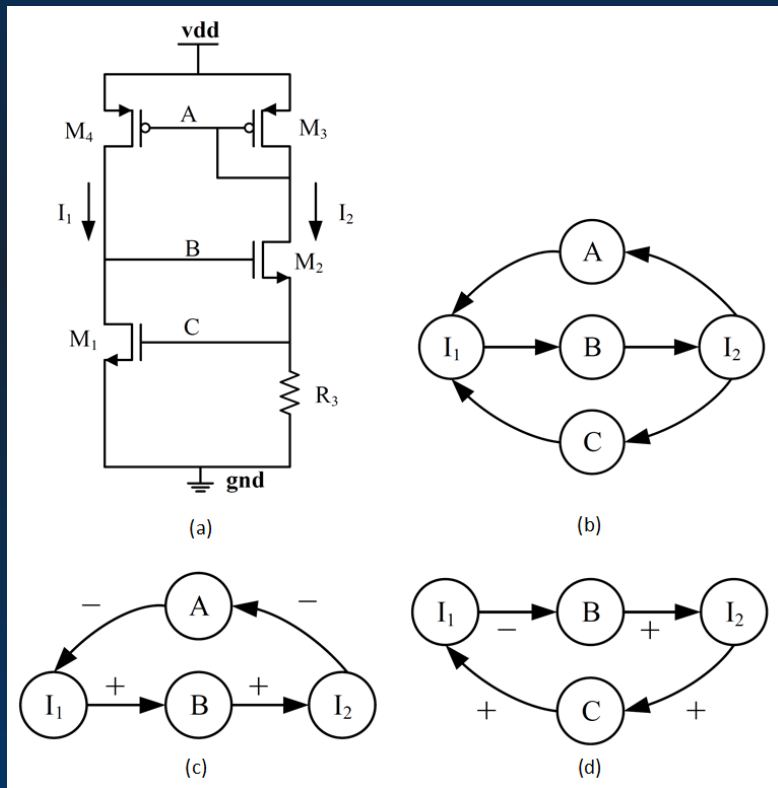 vdd
A
M₄
M₃
I₁
I₂
B
M₂
M₁
C
R₃
gnd
(a)
A
I₁
B
I₂
C
(b)
A
−
−
I₁
+
B
+
I₂
(c)
I₁
−
B
+
I₂
+
C
+
(d)